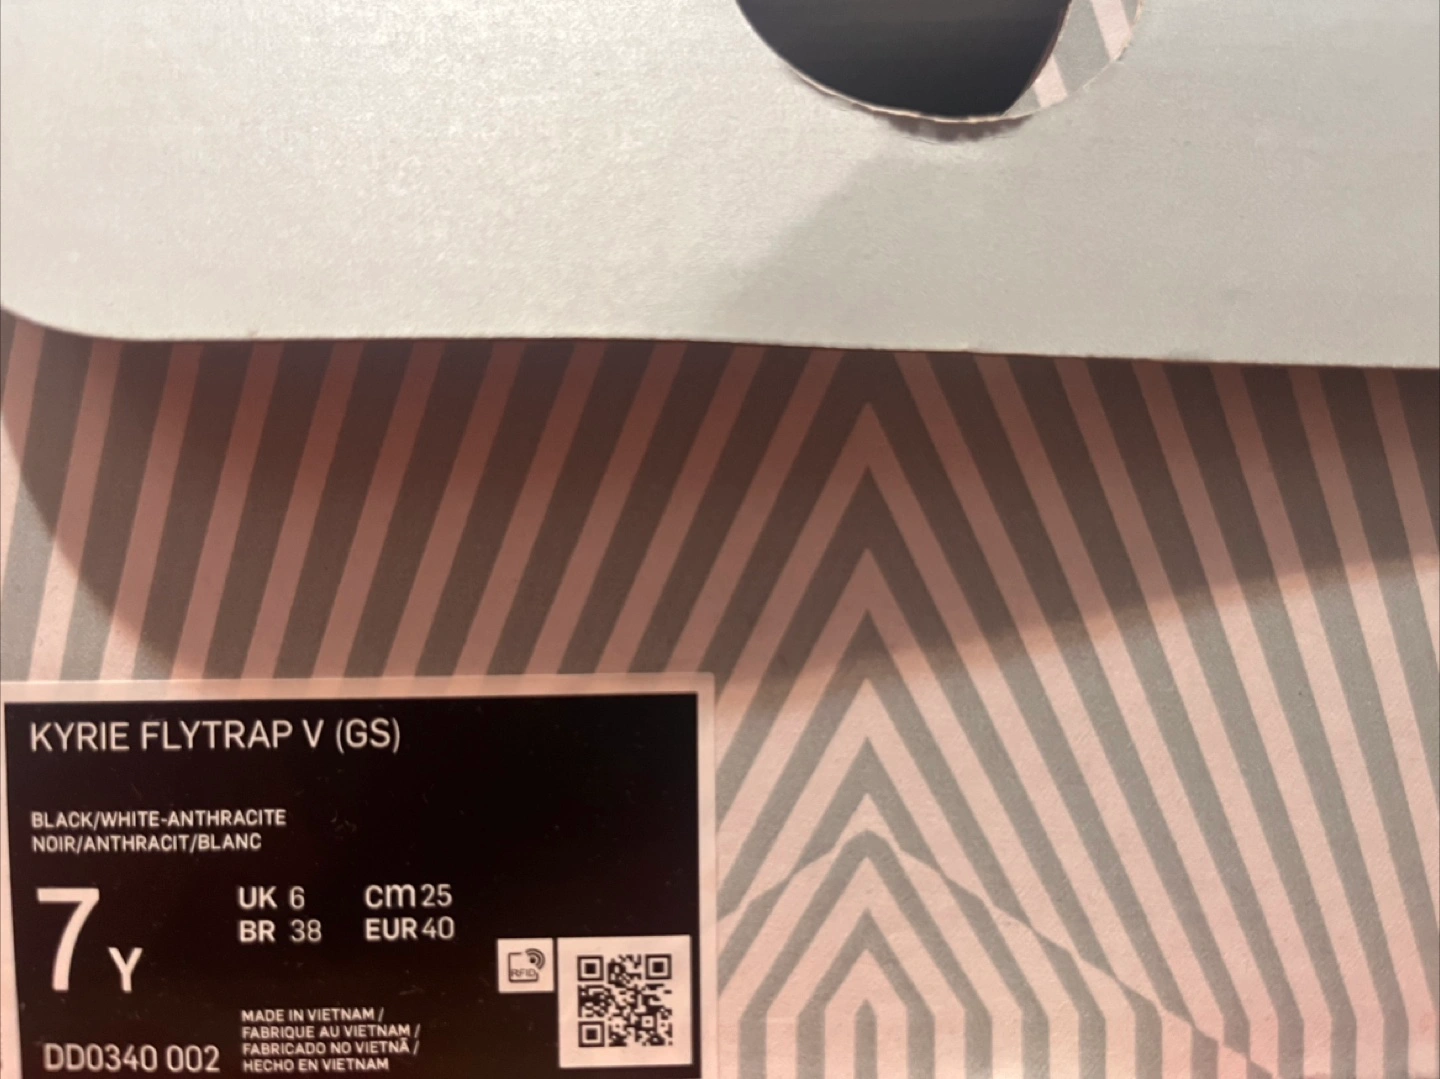 KYRIE FLYTRAP V (GS)
BLACK/WHITE-ANTHRACITE
NOIR/ANTHRACIT/BLANC
7Y
UK 6 cm 25
BR 38 EUR 40
RFID
MADE IN VIETNAM /
FABRIQUE AU VIETNAM /
FABRICADO NO VIETNÃ /
HECHO EN VIETNAM
DD0340 002